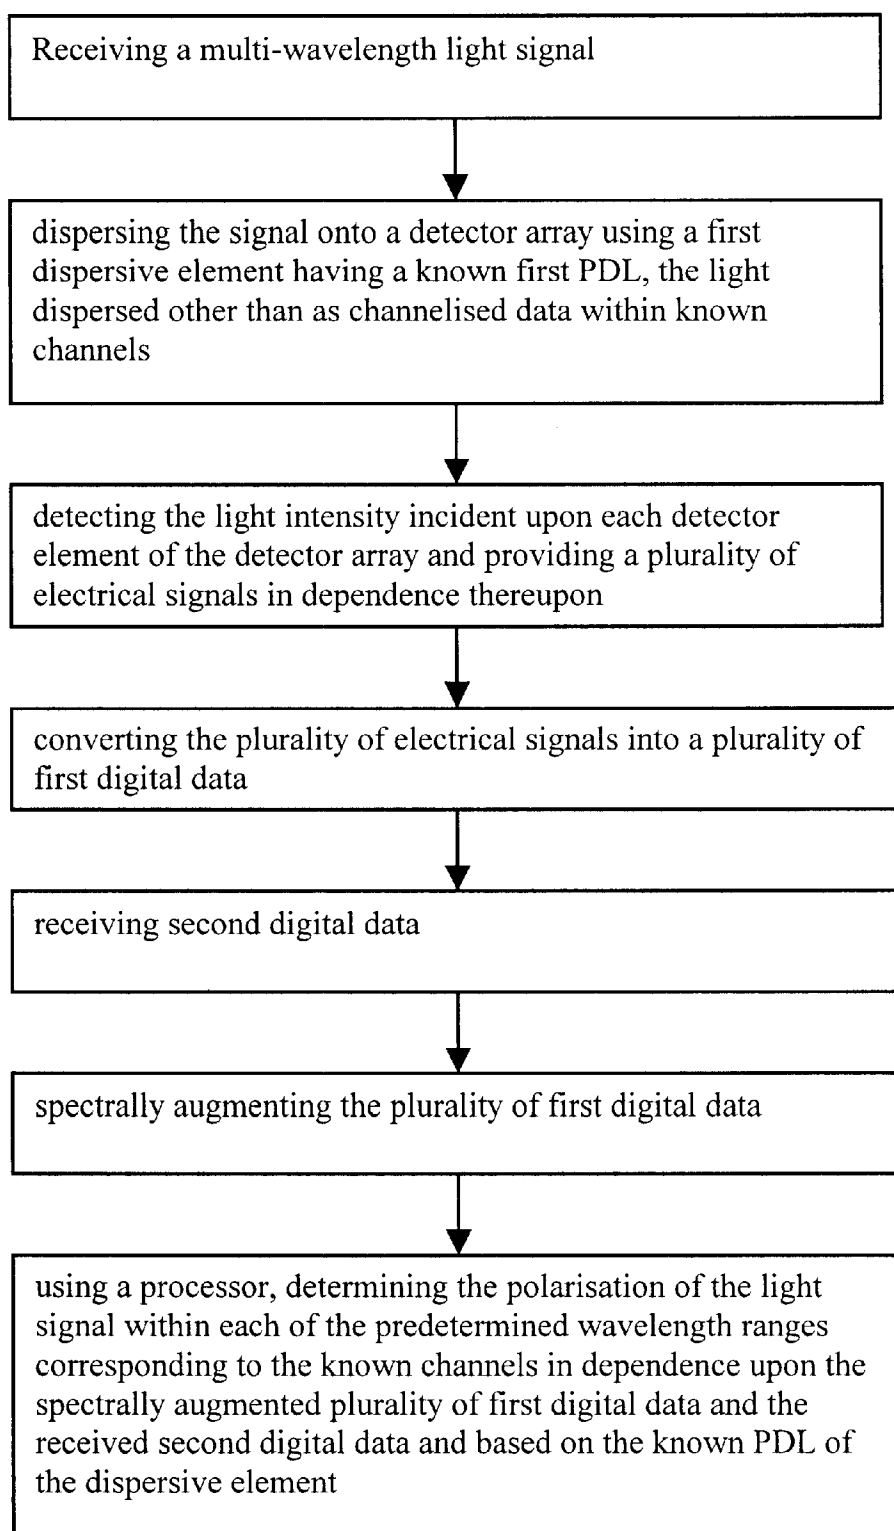 Receiving a multi-wavelength light signal
dispersing the signal onto a detector array using a first
dispersive element having a known first PDL, the light
dispersed other than as channelised data within known
channels
detecting the light intensity incident upon each detector
element of the detector array and providing a plurality of
electrical signals in dependence thereupon
converting the plurality of electrical signals into a plurality of
first digital data
receiving second digital data
spectrally augmenting the plurality of first digital data
using a processor, determining the polarisation of the light
signal within each of the predetermined wavelength ranges
corresponding to the known channels in dependence upon the
spectrally augmented plurality of first digital data and the
received second digital data and based on the known PDL of
the dispersive element